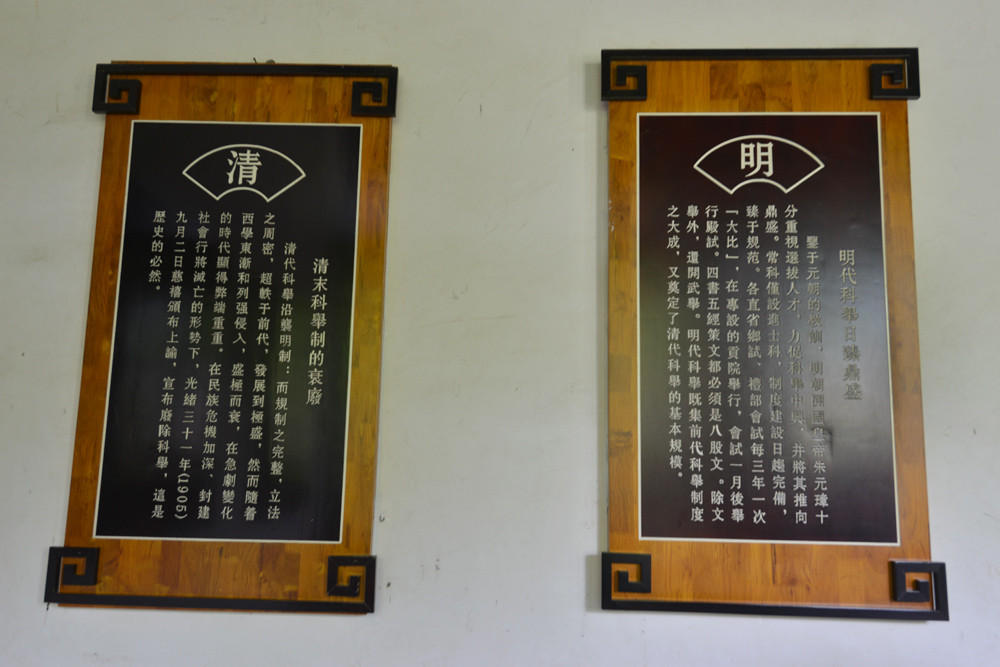 明
明代科舉日臻鼎盛
鑒于元朝的教訓，明朝開國皇帝朱元璋十
分重視選拔人才，力促科舉中興，并將其推向
鼎盛。常科僅設進士科，制度建設日趨完備，
臻于規范。各直省鄉試、禮部會試每三年一次
「大比」，在專設的貢院舉行，會試一月後舉
行殿試。四書五經策文都必須是八股文。除文
舉外，還開武舉。明代科舉既集前代科舉制度
之大成，又奠定了清代科舉的基本規模。
清
清末科舉制的衰廢
清代科舉沿襲明制：而規制之完整，立法
之周密，超軼于前代，發展到極盛，然而隨着
西學東漸和列强侵入，盛極而衰，在急劇變化
的時代顯得弊端重重。在民族危機加深、封建
社會行將滅亡的形勢下，光緒三十一年(1905)
九月二日慈禧頒布上諭，宣布廢除科舉，這是
歷史的必然。